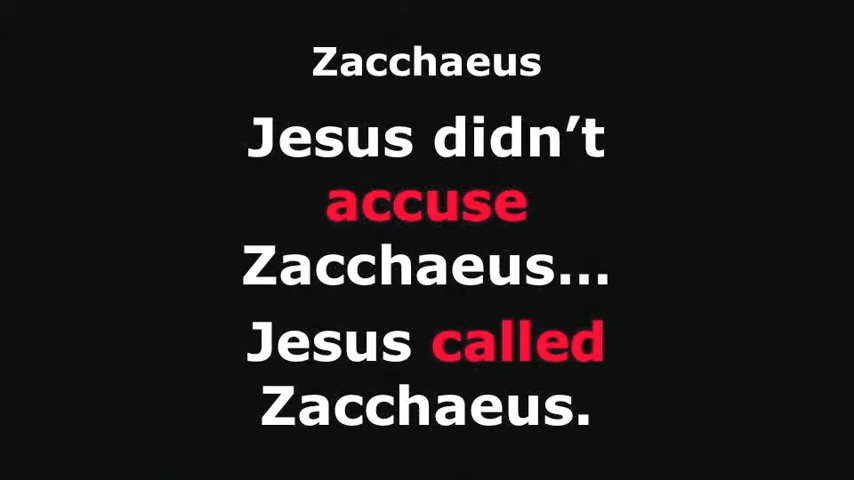 Zacchaeus
Jesus didn’t
accuse
Zacchaeus...
Jesus called
Zacchaeus.